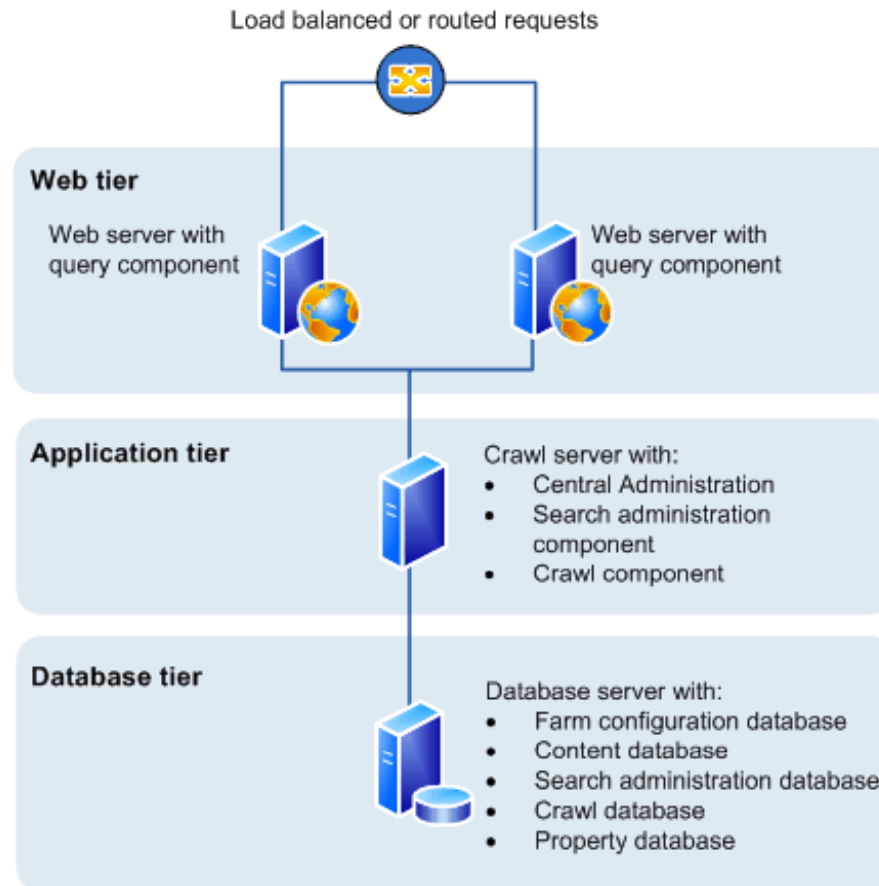 Load balanced or routed requests
Web tier
Web server with
query component
Web server with
query component
Application tier
Crawl server with:
• Central Administration
• Search administration
component
• Crawl component
Database tier
Database server with:
• Farm configuration database
• Content database
• Search administration database
• Crawl database
• Property database